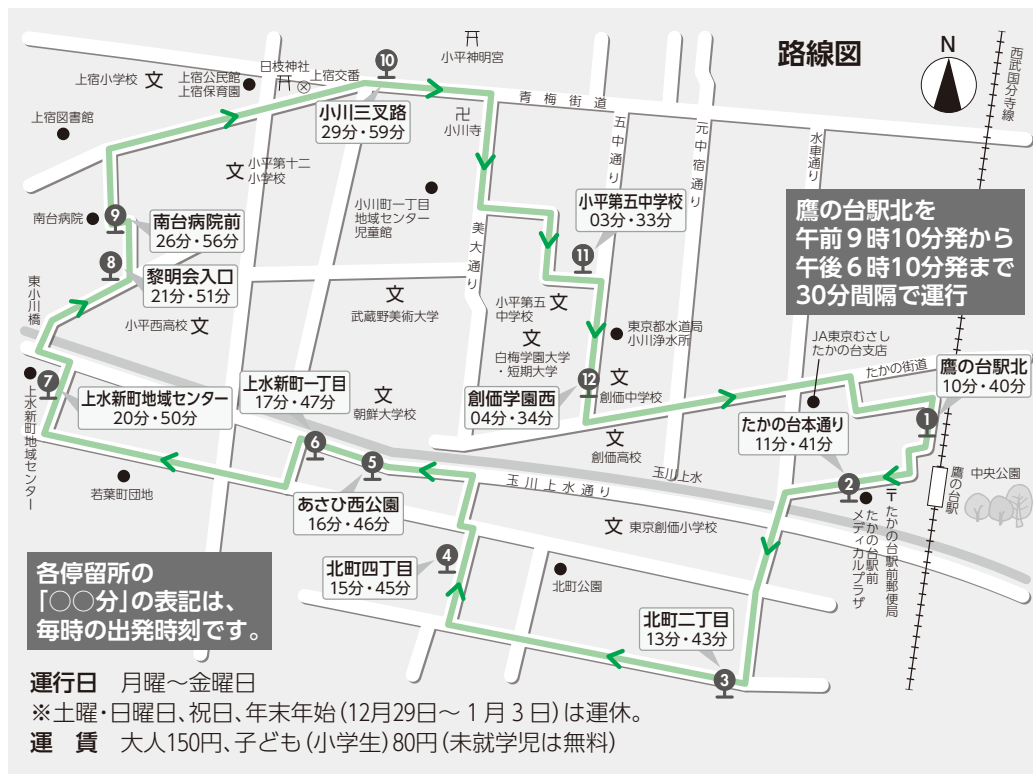 路線図
N
西武国分寺線
小平神明宮
日枝神社
上宿交番
上宿小学校
文
上宿公民館
上宿保育園
上宿図書館
10
小川三叉路
29分・59分
青梅街道
卍
小川寺
五中通り
元中宿通り
水車通り
文
小平第十二
小学校
小川町一丁目
地域センター
児童館
小平第五中学校
03分・33分
11
鷹の台駅北を
午前9時10分発から
午後6時10分発まで
30分間隔で運行
南台病院
9
南台病院前
26分・56分
8
黎明会入口
21分・51分
美大通り
東小川橋
小平西高校
文
文
武蔵野美術大学
小平第五
中学校
文
文
白梅学園大学
・短期大学
東京都水道局
小川浄水所
JA東京むさし
たかの台支店
たかの街道
鷹の台駅北
10分・40分
1
7
上水新町地域センター
20分・50分
上水新町地域センター
上水新町一丁目
17分・47分
6
文
朝鮮大学校
12
創価学園西
04分・34分
文
創価中学校
文
創価高校
たかの台本通り
11分・41分
2
若葉町団地
5
あさひ西公園
16分・46分
玉川上水通り
玉川上水
〒
たかの台駅前郵便局
たかの台駅前
メディカルプラザ
鷹の台駅
中央公園
文
東京創価小学校
4
北町四丁目
15分・45分
北町公園
北町二丁目
13分・43分
3
各停留所の
「○○分」の表記は、
毎時の出発時刻です。
運行日 月曜～金曜日
※土曜・日曜日、祝日、年末年始(12月29日～1月3日)は運休。
運 賃 大人150円、子ども(小学生)80円(未就学児は無料)